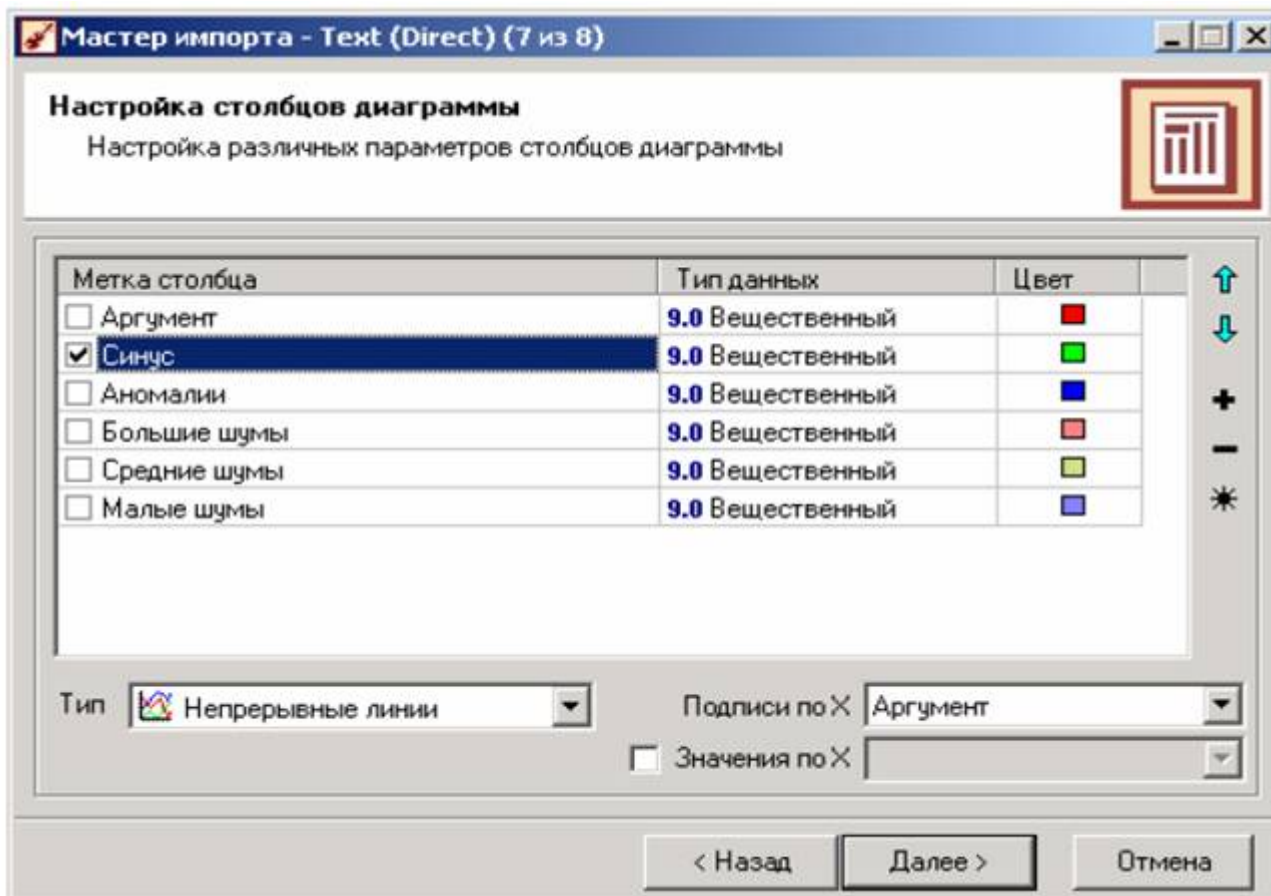 Мастер импорта - Text (Direct) (7 из 8)
Настройка столбцов диаграммы
Настройка различных параметров столбцов диаграммы
Метка столбца Тип данных Цвет
Аргумент 9.0 Вещественный
Синус 9.0 Вещественный
Аномалии 9.0 Вещественный
Большие шумы 9.0 Вещественный
Средние шумы 9.0 Вещественный
Малые шумы 9.0 Вещественный
Тип Непрерывные линии Подписи по X Аргумент
Значения по X
< Назад Далее > Отмена